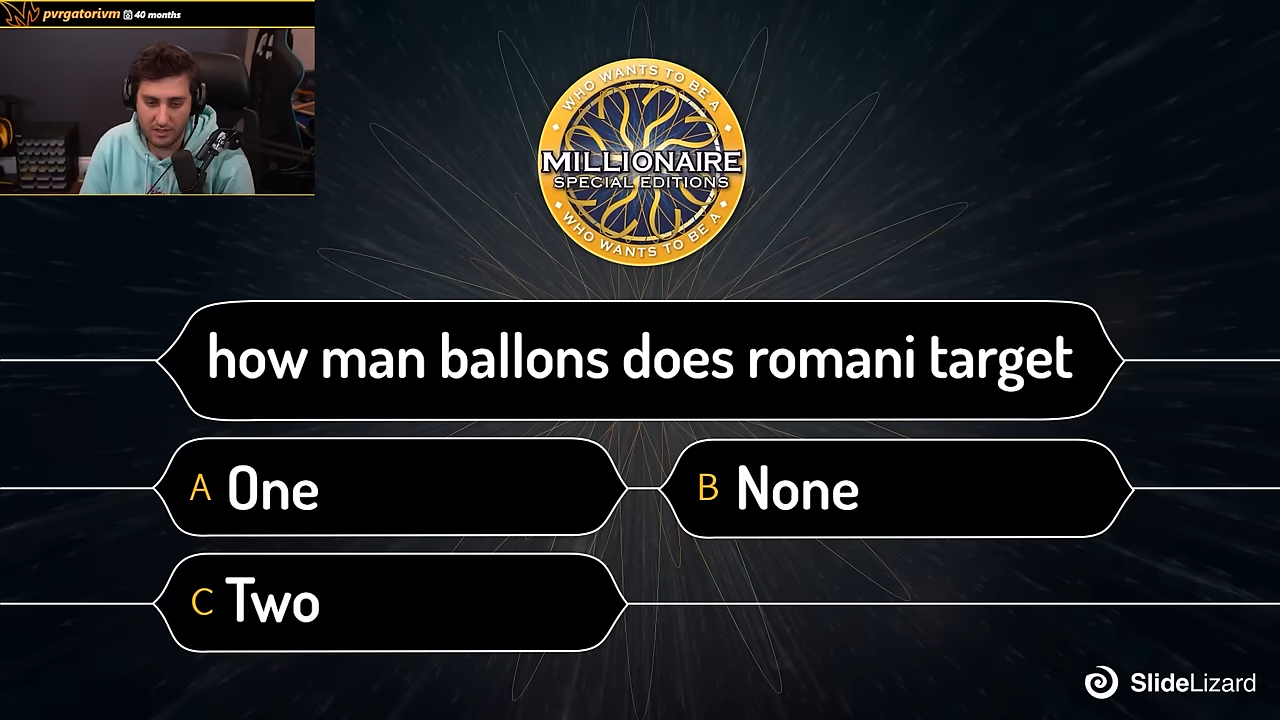 pvrgatorivm 40 months
WHO WANTS TO BE A
MILLIONAIRE
SPECIAL EDITIONS
WHO WANTS TO BE A
how man ballons does romani target
A One
B None
C Two
SlideLizard